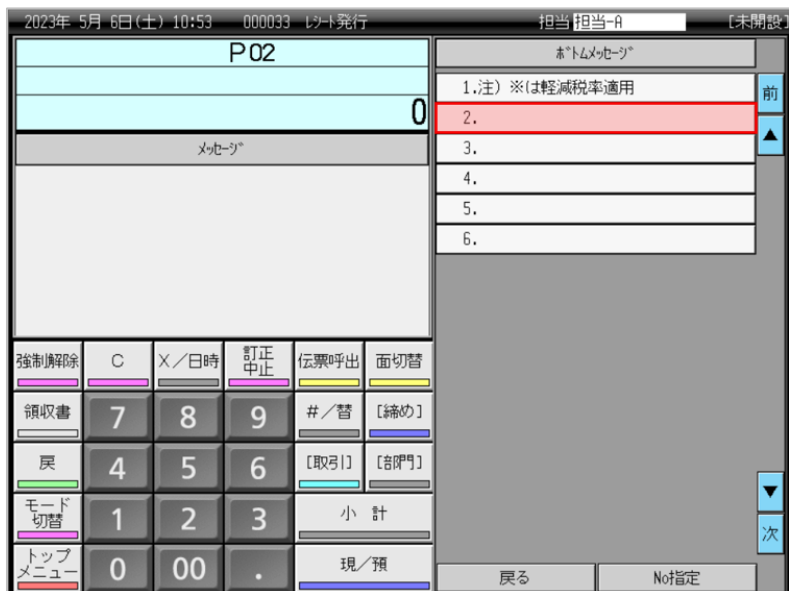 2023年 5月 6日(土) 10:53 000033 ﾚｼｰﾄ発行 担当 担当-A [未開設]
P02
0
ﾒｯｾｰｼﾞ
ﾎﾞﾄﾑﾒｯｾｰｼﾞ
1.注）※は軽減税率適用
2.
3.
4.
5.
6.
前
▲
▼
次
強制解除 C X／日時 訂正中止 伝票呼出 面切替
領収書 7 8 9 #／替 [締め]
戻 4 5 6 [取引] [部門]
モード切替 1 2 3 小 計
トップメニュー 0 00 . 現／預
戻る No指定